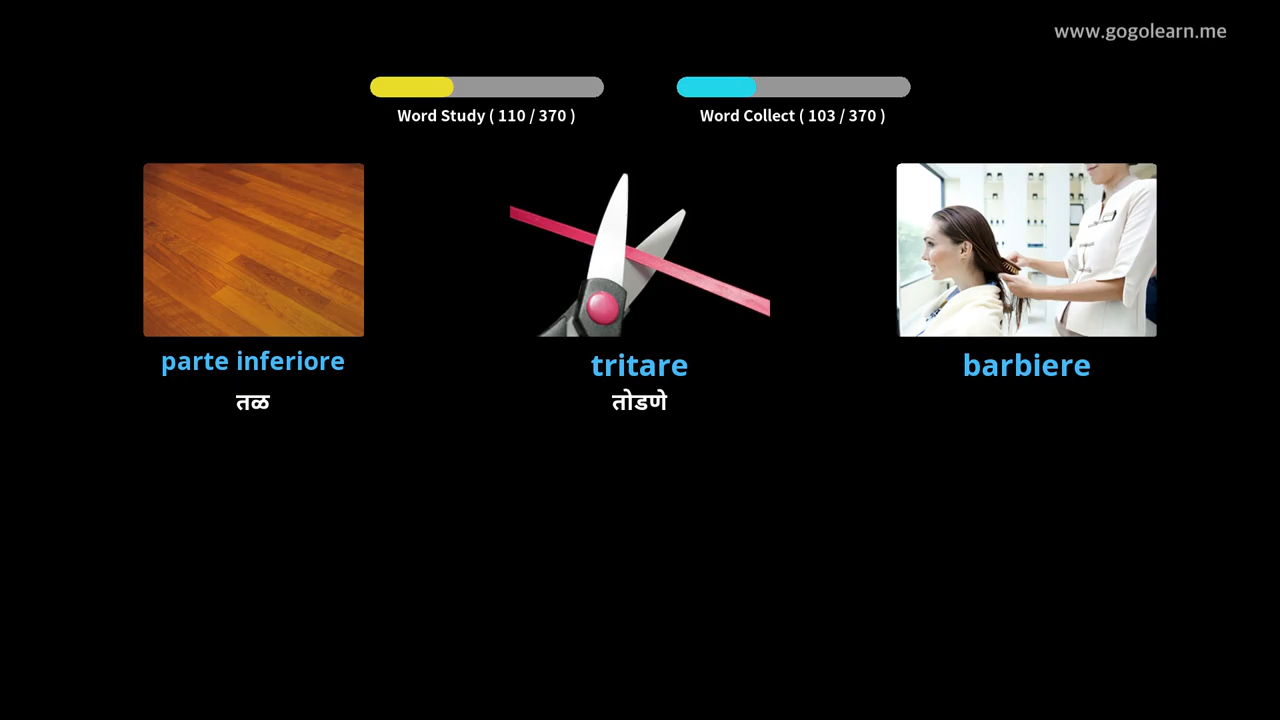 www.gogolearn.me
Word Study ( 110 / 370 )
Word Collect ( 103 / 370 )
parte inferiore
tritare
barbiere
तळ
तोडणे